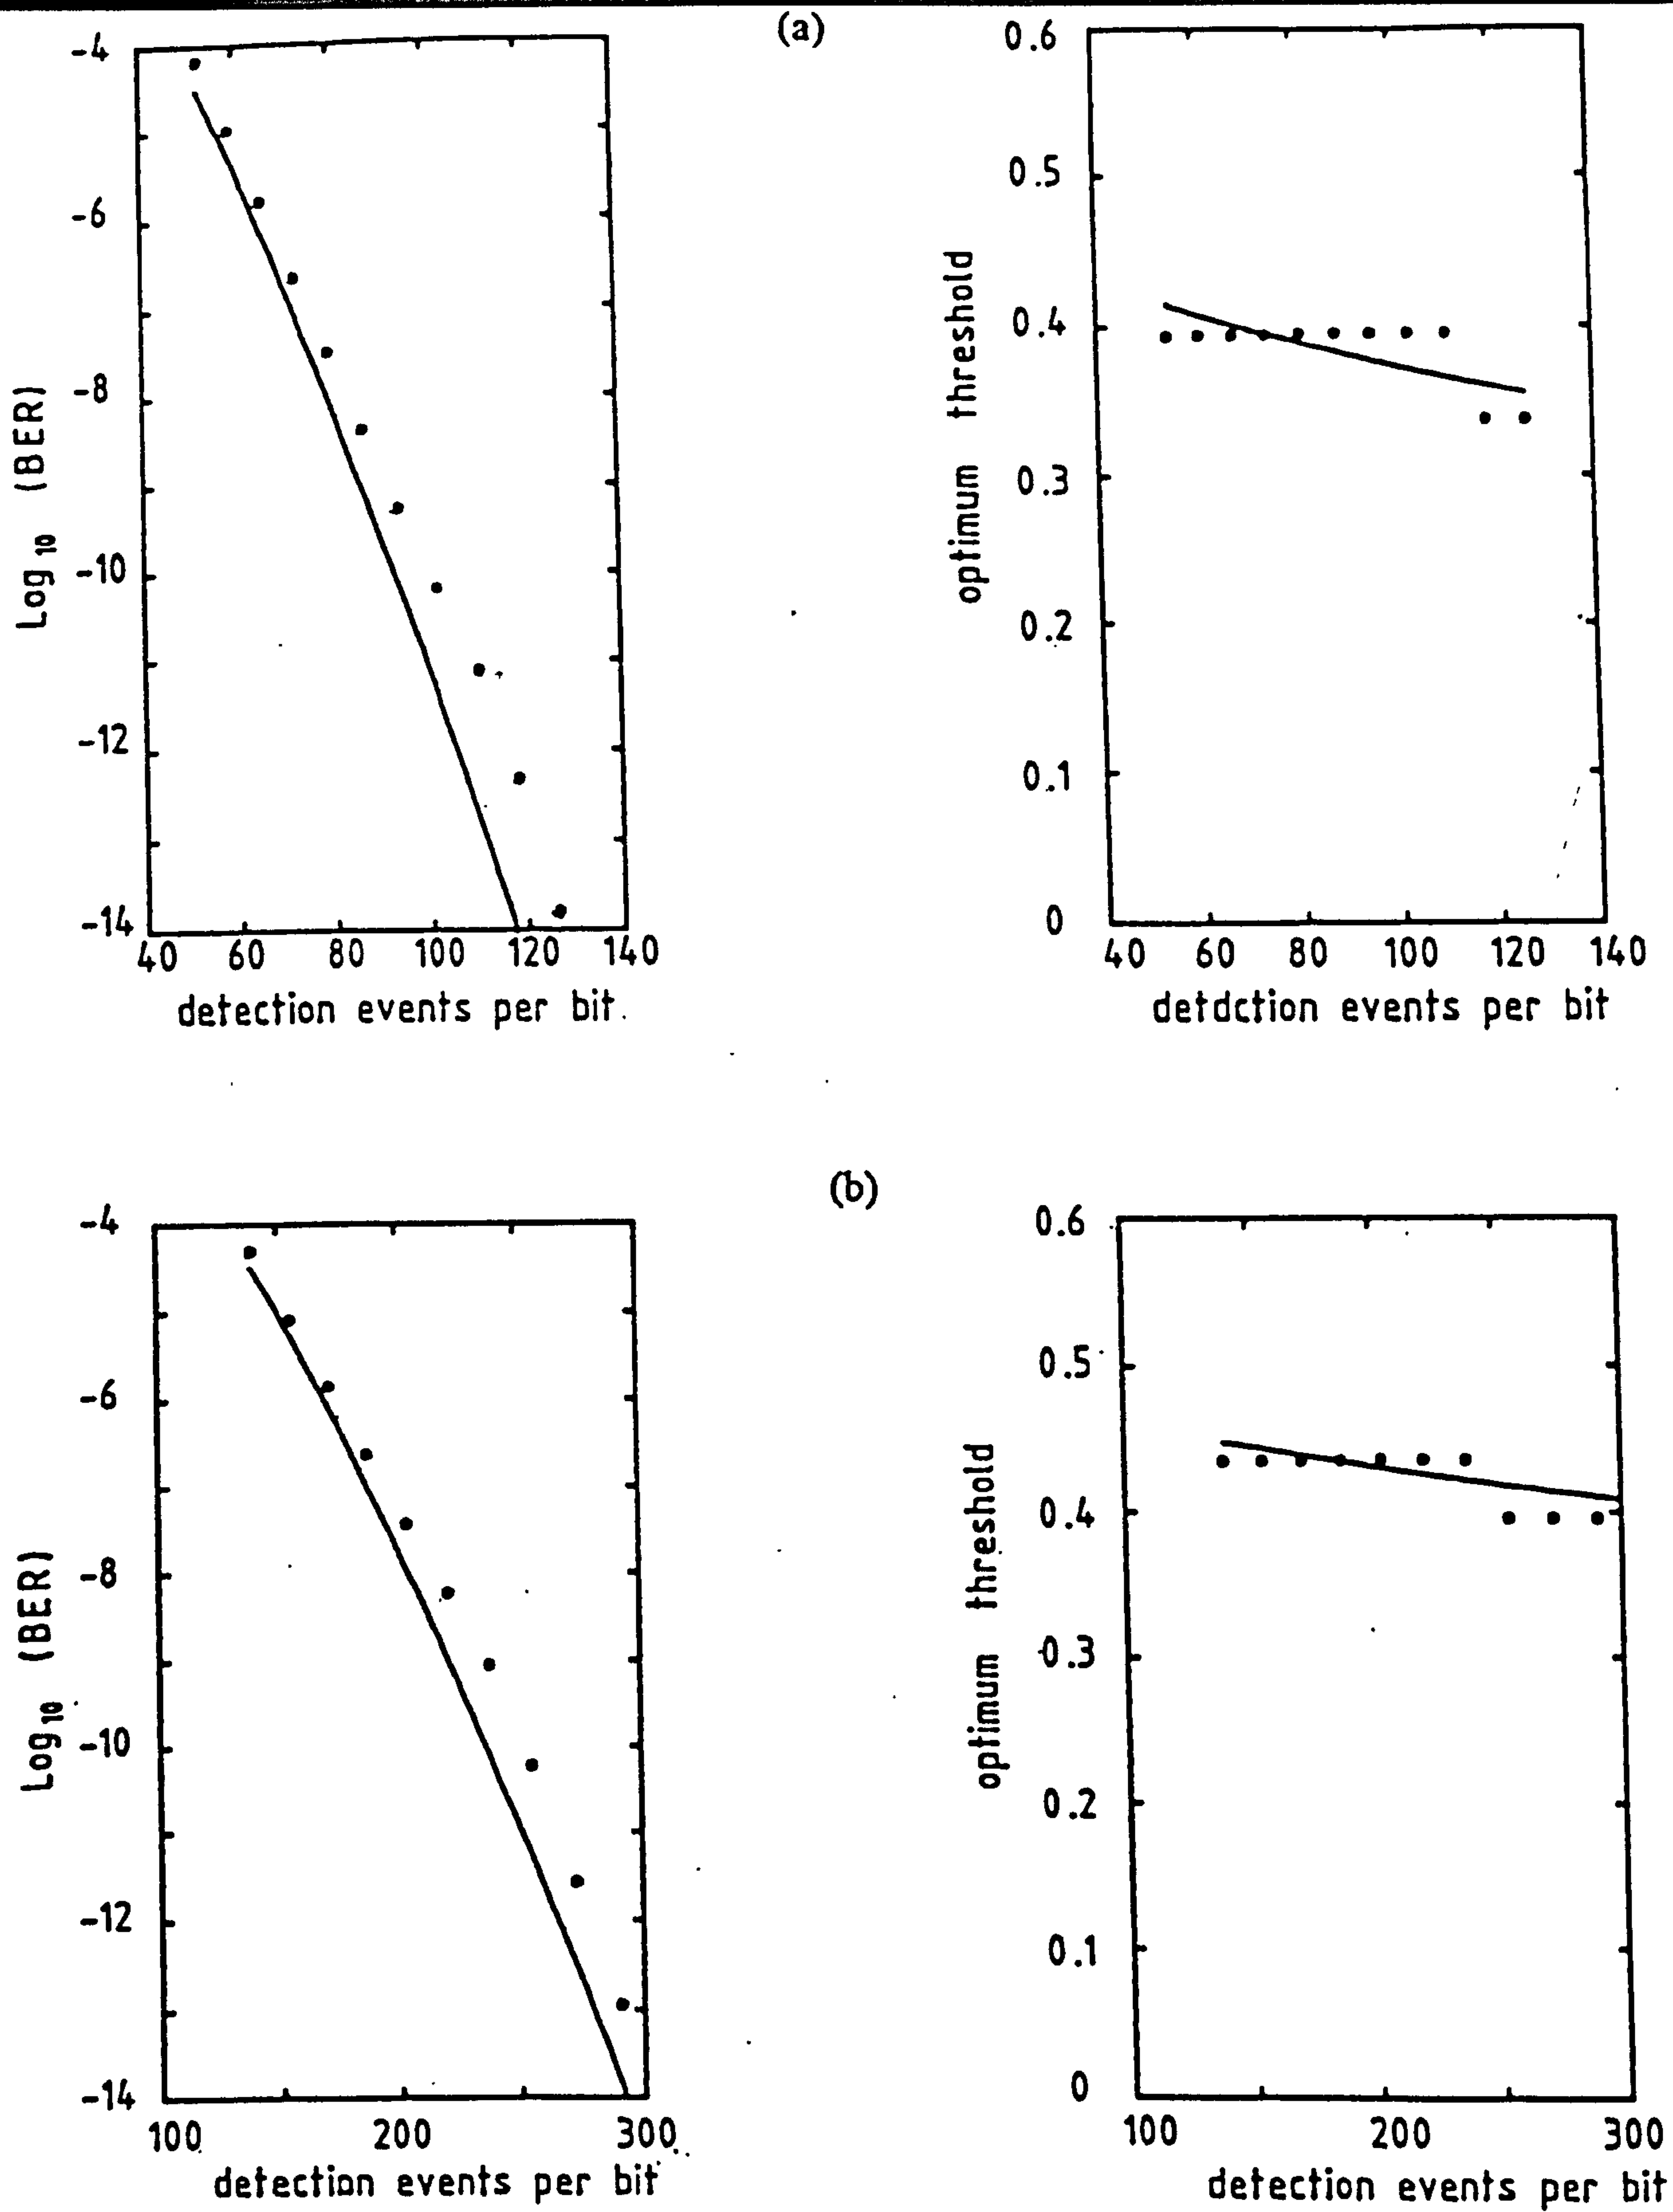 (a)
-4
-6
-8
-10
-12
-14
Log₁₀ (BER)
40 60 80 100 120 140
detection events per bit.
0.6
0.5
0.4
0.3
0.2
0.1
0
optimum threshold
40 60 80 100 120 140
detdction events per bit
(b)
-4
-6
-8
-10
-12
-14
Log₁₀ (BER)
100 200 300
detection events per bit
0.6
0.5
0.4
0.3
0.2
0.1
0
optimum threshold
100 200 300
detection events per bit